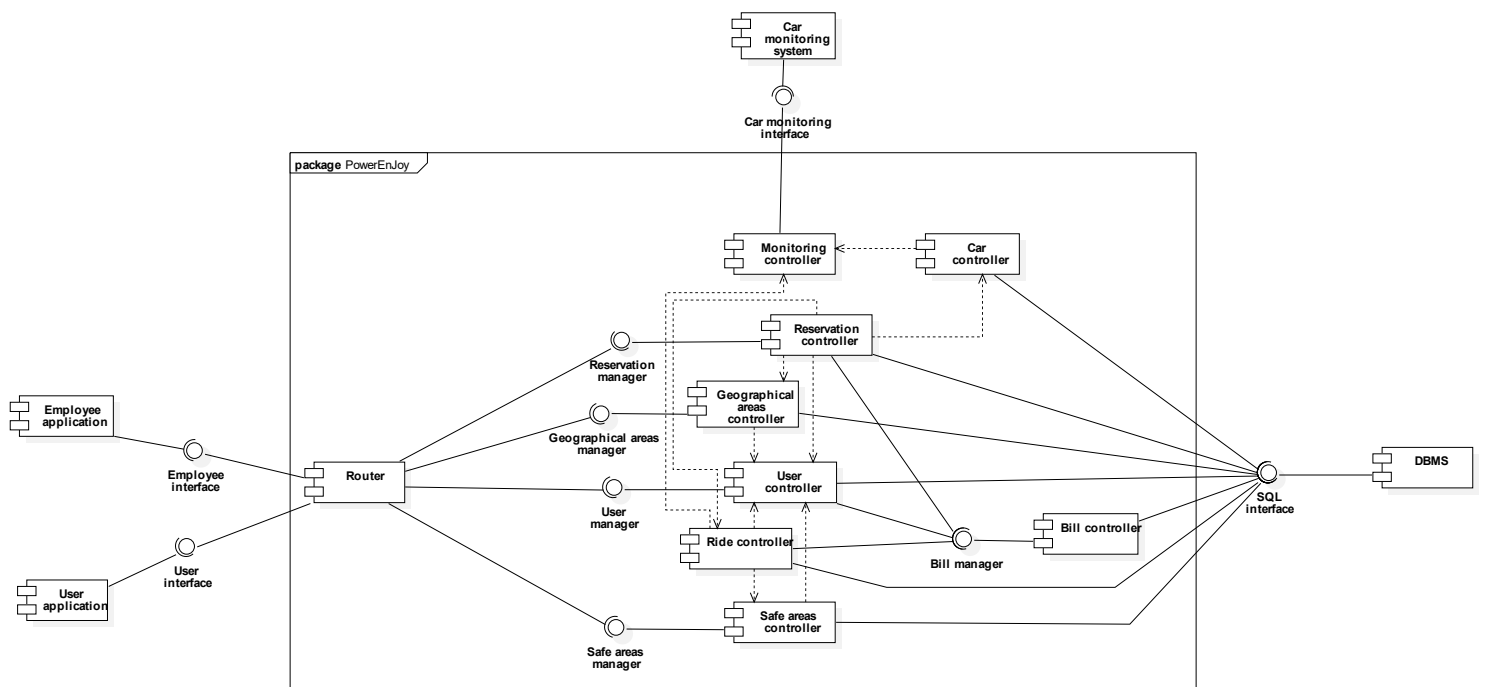 Car
monitoring
system
Car monitoring
interface
package PowerEnJoy
Monitoring
controller
Car
controller
Reservation
controller
Reservation
manager
Geographical
areas
controller
Geographical areas
manager
Employee
application
Employee
interface
Router
User
controller
User
manager
DBMS
SQL
interface
Ride controller
Bill controller
Bill manager
User
interface
User
application
Safe areas
controller
Safe areas
manager